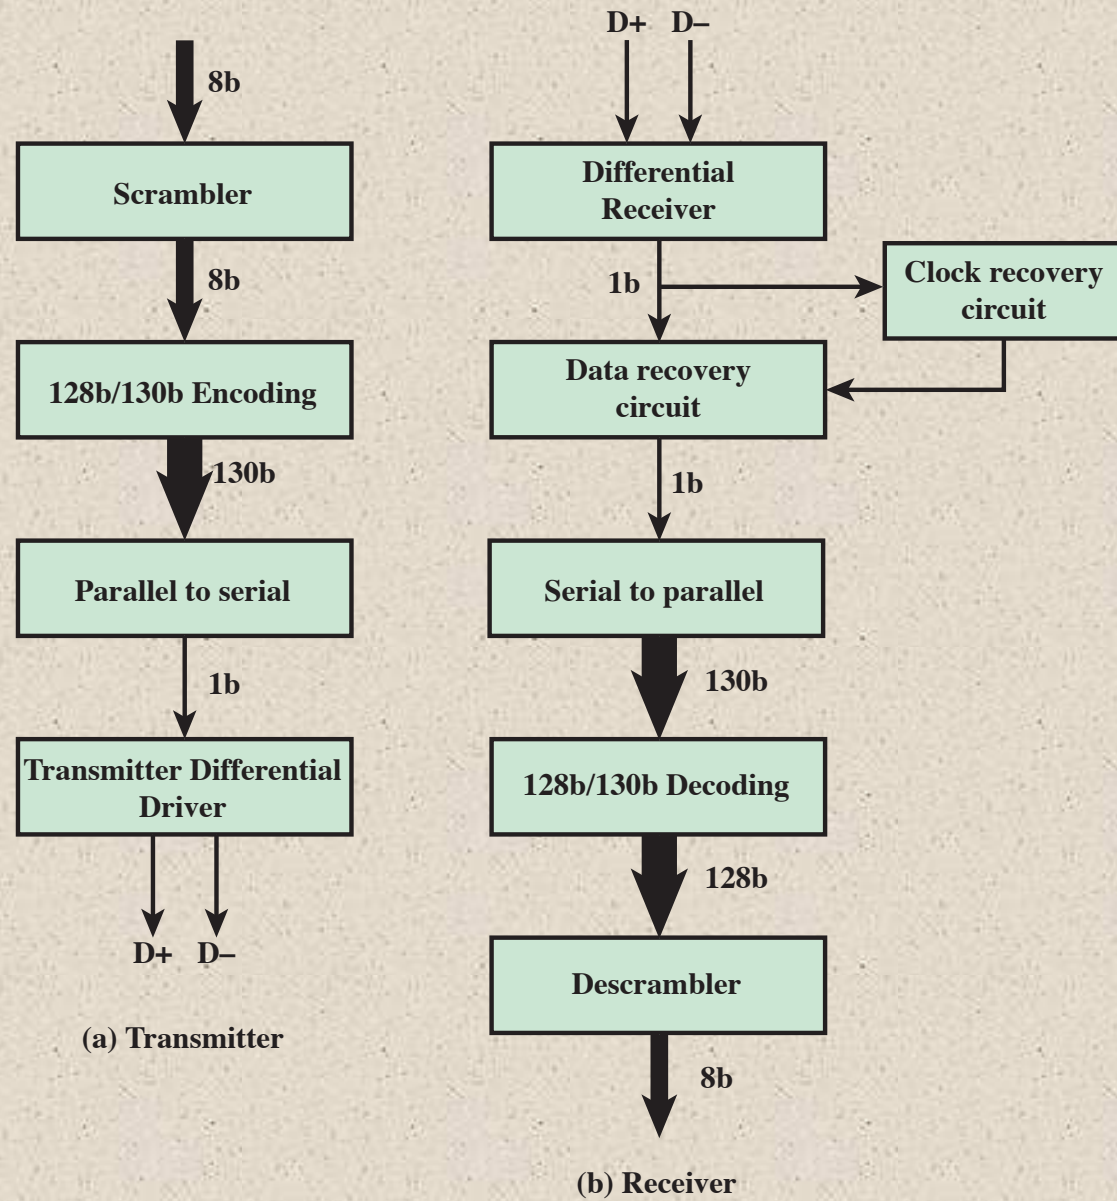 8b
Scrambler
8b
128b/130b Encoding
130b
Parallel to serial
1b
Transmitter Differential
Driver
D+ D–
(a) Transmitter
D+ D–
Differential
Receiver
1b
Clock recovery
circuit
Data recovery
circuit
1b
Serial to parallel
130b
128b/130b Decoding
128b
Descrambler
8b
(b) Receiver